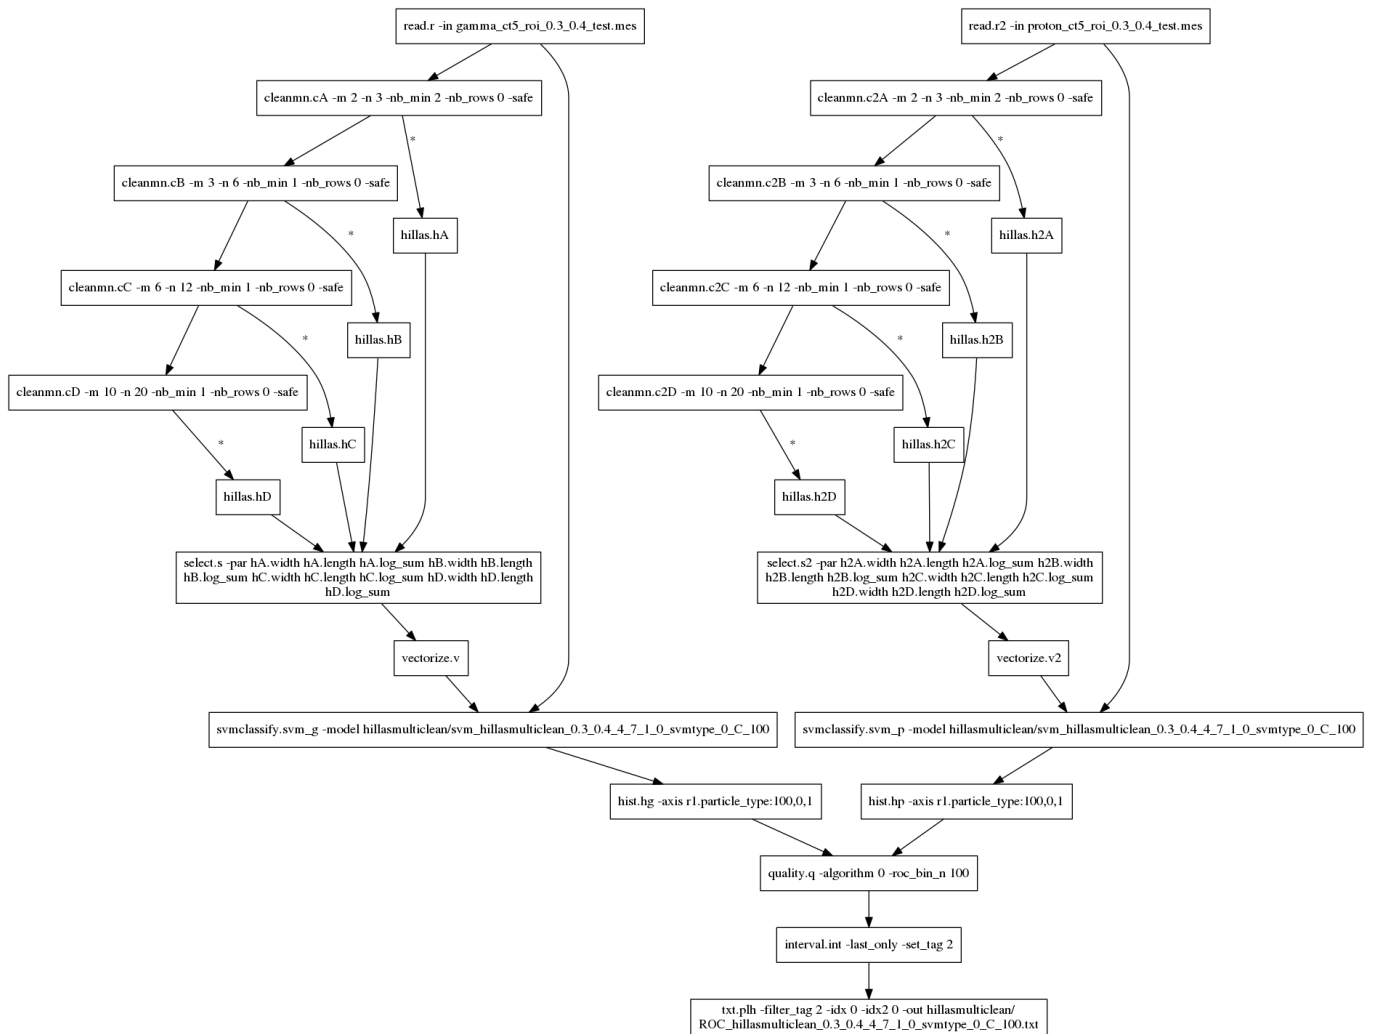 read.r -in gamma_ct5_roi_0.3_0.4_test.mes
read.r2 -in proton_ct5_roi_0.3_0.4_test.mes
cleanmn.cA -m 2 -n 3 -nb_min 2 -nb_rows 0 -safe
cleanmn.c2A -m 2 -n 3 -nb_min 2 -nb_rows 0 -safe
*
*
cleanmn.cB -m 3 -n 6 -nb_min 1 -nb_rows 0 -safe
cleanmn.c2B -m 3 -n 6 -nb_min 1 -nb_rows 0 -safe
*
hillas.hA
*
hillas.h2A
cleanmn.cC -m 6 -n 12 -nb_min 1 -nb_rows 0 -safe
cleanmn.c2C -m 6 -n 12 -nb_min 1 -nb_rows 0 -safe
*
hillas.hB
*
hillas.h2B
cleanmn.cD -m 10 -n 20 -nb_min 1 -nb_rows 0 -safe
cleanmn.c2D -m 10 -n 20 -nb_min 1 -nb_rows 0 -safe
*
hillas.hC
*
hillas.h2C
hillas.hD
hillas.h2D
select.s -par hA.width hA.length hA.log_sum hB.width hB.length
hB.log_sum hC.width hC.length hC.log_sum hD.width hD.length
hD.log_sum
select.s2 -par h2A.width h2A.length h2A.log_sum h2B.width
h2B.length h2B.log_sum h2C.width h2C.length h2C.log_sum
h2D.width h2D.length h2D.log_sum
vectorize.v
vectorize.v2
svmclassify.svm_g -model hillasmulticlean/svm_hillasmulticlean_0.3_0.4_4_7_1_0_svmtype_0_C_100
svmclassify.svm_p -model hillasmulticlean/svm_hillasmulticlean_0.3_0.4_4_7_1_0_svmtype_0_C_100
hist.hg -axis r1.particle_type:100,0,1
hist.hp -axis r1.particle_type:100,0,1
quality.q -algorithm 0 -roc_bin_n 100
interval.int -last_only -set_tag 2
txt.plh -filter_tag 2 -idx 0 -idx2 0 -out hillasmulticlean/
ROC_hillasmulticlean_0.3_0.4_4_7_1_0_svmtype_0_C_100.txt